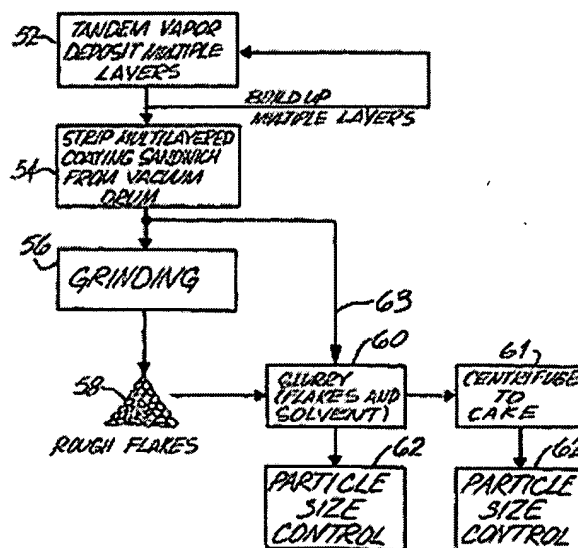 52
TANDEM VAPOR
DEPOSIT MULTIPLE
LAYERS
BUILD UP
MULTIPLE LAYERS
54
STRIP MULTILAYERED
COATING SANDWICH
FROM VACUUM
DRUM
56
GRINDING
63
60
61
58
ROUGH FLAKES
SLURRY
(FLAKES AND
SOLVENT)
CENTRIFUGE
TO
CAKE
62
62
PARTICLE
SIZE
CONTROL
PARTICLE
SIZE
CONTROL